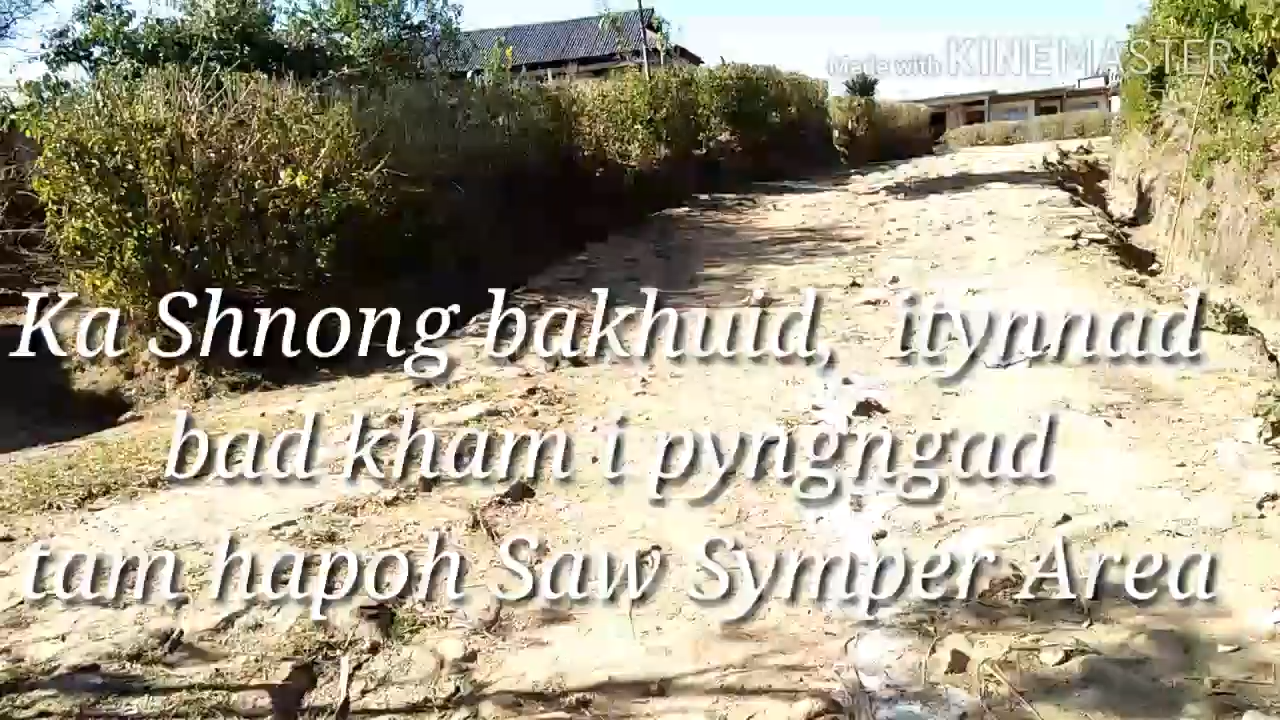 Made with KINEMASTER
Ka Shnong bakhuid, itynnad
bad kham i pyngngad
tam hapoh Saw Symper Area